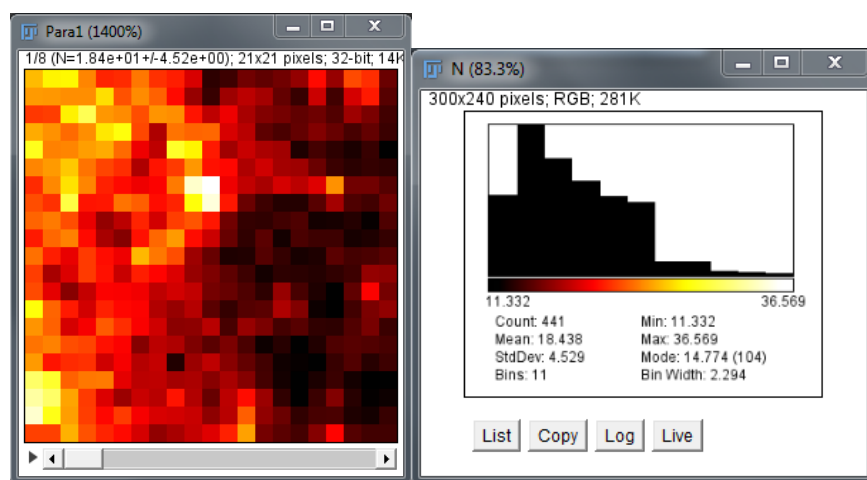 Para1 (1400%)
1/8 (N=1.84e+01+/-4.52e+00); 21x21 pixels; 32-bit; 14K
N (83.3%)
300x240 pixels; RGB; 281K
11.332 36.569
Count: 441 Min: 11.332
Mean: 18.438 Max: 36.569
StdDev: 4.529 Mode: 14.774 (104)
Bins: 11 Bin Width: 2.294
List Copy Log Live